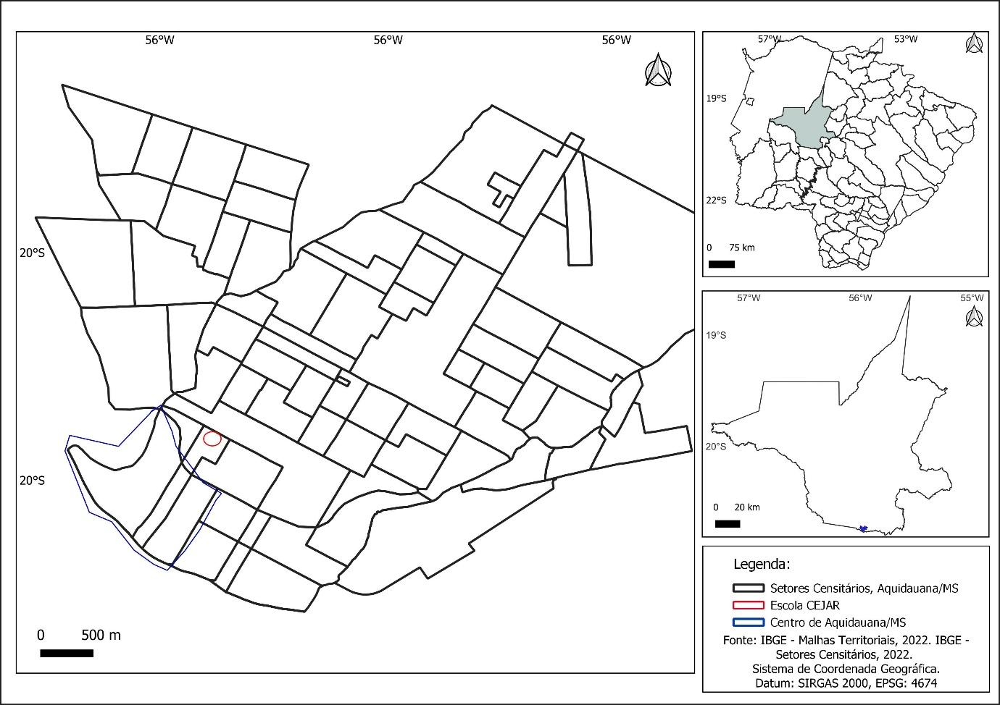 56°W 56°W 56°W
20°S
20°S
0 500 m
57°W 53°W
19°S
22°S
0 75 km
57°W 56°W 55°W
19°S
20°S
0 20 km
Legenda:
Setores Censitários, Aquidauana/MS
Escola CEJAR
Centro de Aquidauana/MS
Fonte: IBGE - Malhas Territoriais, 2022. IBGE -
Setores Censitários, 2022.
Sistema de Coordenada Geográfica.
Datum: SIRGAS 2000, EPSG: 4674